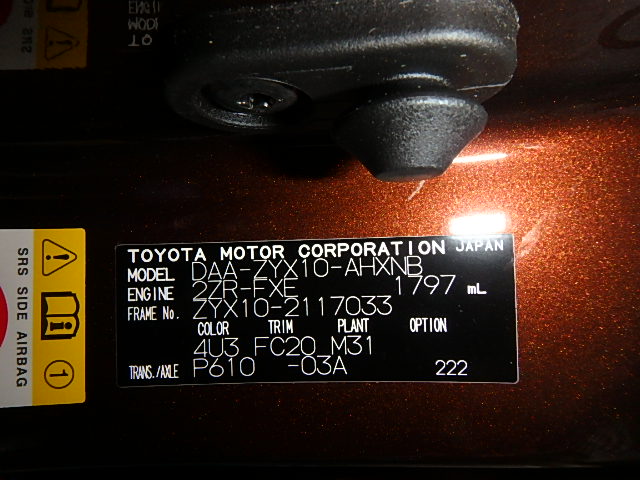 TOYOTA MOTOR CORPORATION JAPAN
MODEL DAA-ZYX10-AHXNB
ENGINE 2ZR-FXE 1797 mL
FRAME No. ZYX10-2117033
COLOR TRIM PLANT OPTION
4U3 FC20 M31
TRANS./AXLE P610 -03A 222
SRS SIDE AIRBAG
1